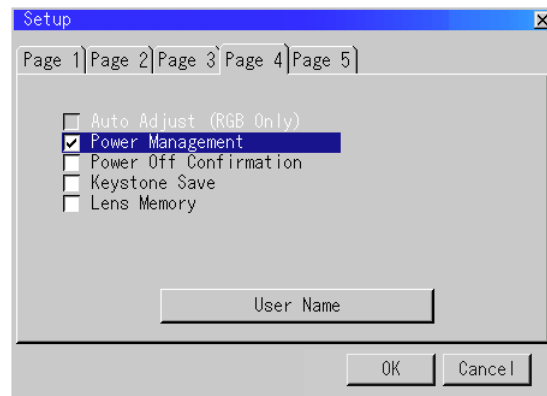 Setup
Page 1 Page 2 Page 3 Page 4 Page 5
Auto Adjust (RGB Only)
Power Management
Power Off Confirmation
Keystone Save
Lens Memory
User Name
OK Cancel